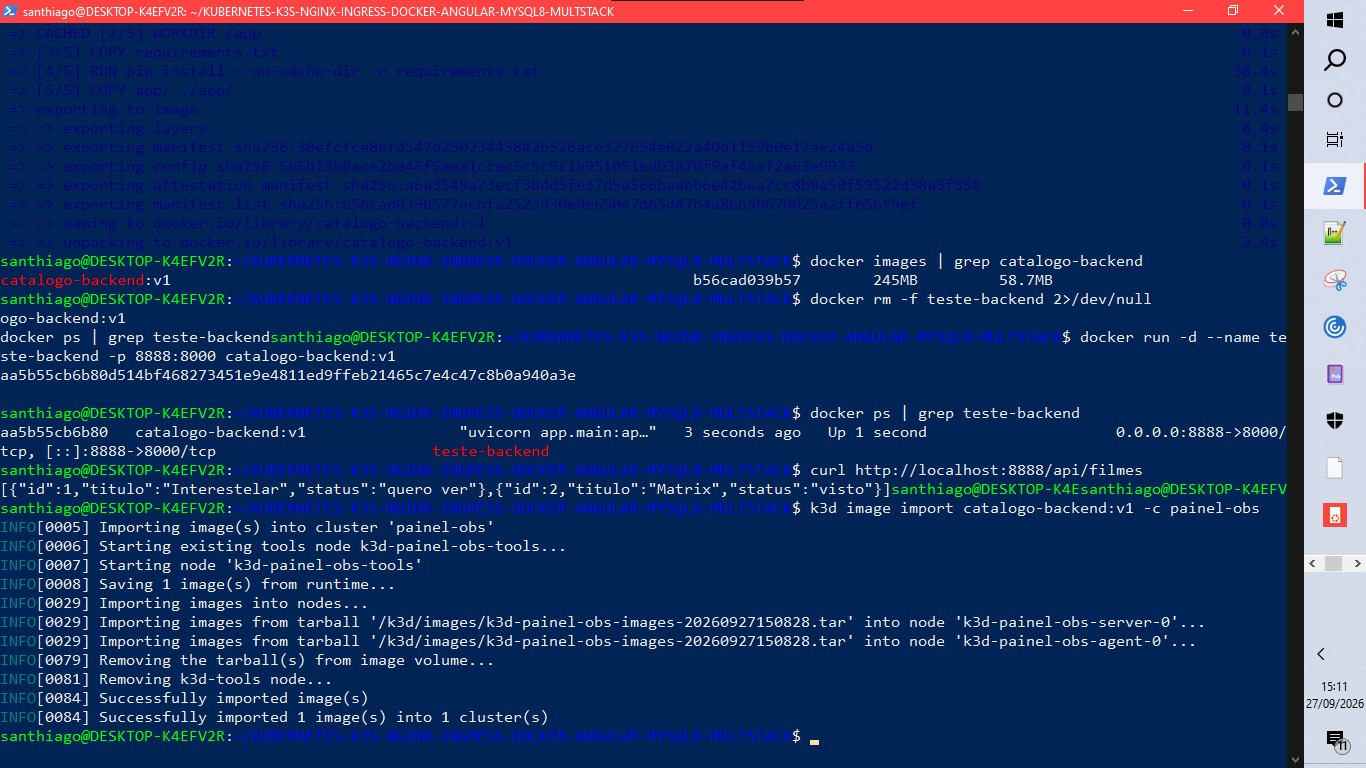 santhiago@DESKTOP-K4EFV2R: ~/KUBERNETES-K3S-NGINX-INGRESS-DOCKER-ANGULAR-MYSQL8-MULTSTACK
=> CACHED [2/5] WORKDIR /app 0.0s
=> [3/5] COPY requirements.txt . 0.1s
=> [4/5] RUN pip install --no-cache-dir -r requirements.txt 38.4s
=> [5/5] COPY app/ ./app/ 0.1s
=> exporting to image 11.4s
=> => exporting layers 8.4s
=> => exporting manifest sha256:30efcfce8efd547d25023445842b526ace327654e022a40d1159b0e17ae24a5d 0.1s
=> => exporting config sha256:5b6b13b8ace2ba46f5aea1ccec5c5c9c1b951051edb3870f9af46af2a63e9933 0.1s
=> => exporting attestation manifest sha256:a6a3549a73ecf38dd5fe37d5a566baabb6e42bea7cc8b9a50f59522d38a5f558 0.1s
=> => exporting manifest list sha256:b56cad039b577acbfa2523930e0e65047d65d47b4a86b5b670025a2ff656f9ef 0.1s
=> => naming to docker.io/library/catalogo-backend:v1 0.0s
=> => unpacking to docker.io/library/catalogo-backend:v1 2.4s
santhiago@DESKTOP-K4EFV2R:~/KUBERNETES-K3S-NGINX-INGRESS-DOCKER-ANGULAR-MYSQL8-MULTSTACK$ docker images | grep catalogo-backend
catalogo-backend:v1 b56cad039b57 245MB 58.7MB
santhiago@DESKTOP-K4EFV2R:~/KUBERNETES-K3S-NGINX-INGRESS-DOCKER-ANGULAR-MYSQL8-MULTSTACK$ docker rm -f teste-backend 2>/dev/null
ogo-backend:v1
docker ps | grep teste-backendsanthiago@DESKTOP-K4EFV2R:~/KUBERNETES-K3S-NGINX-INGRESS-DOCKER-ANGULAR-MYSQL8-MULTSTACK$ docker run -d --name te
ste-backend -p 8888:8000 catalogo-backend:v1
aa5b55cb6b80d514bf468273451e9e4811ed9ffeb21465c7e4c47c8b0a940a3e
santhiago@DESKTOP-K4EFV2R:~/KUBERNETES-K3S-NGINX-INGRESS-DOCKER-ANGULAR-MYSQL8-MULTSTACK$ docker ps | grep teste-backend
aa5b55cb6b80 catalogo-backend:v1 "uvicorn app.main:ap…" 3 seconds ago Up 1 second 0.0.0.0:8888->8000/
tcp, [::]:8888->8000/tcp teste-backend
santhiago@DESKTOP-K4EFV2R:~/KUBERNETES-K3S-NGINX-INGRESS-DOCKER-ANGULAR-MYSQL8-MULTSTACK$ curl http://localhost:8888/api/filmes
[{"id":1,"titulo":"Interestelar","status":"quero ver"},{"id":2,"titulo":"Matrix","status":"visto"}]santhiago@DESKTOP-K4Esanthiago@DESKTOP-K4EFV
santhiago@DESKTOP-K4EFV2R:~/KUBERNETES-K3S-NGINX-INGRESS-DOCKER-ANGULAR-MYSQL8-MULTSTACK$ k3d image import catalogo-backend:v1 -c painel-obs
INFO[0005] Importing image(s) into cluster 'painel-obs'
INFO[0006] Starting existing tools node k3d-painel-obs-tools...
INFO[0007] Starting node 'k3d-painel-obs-tools'
INFO[0008] Saving 1 image(s) from runtime...
INFO[0029] Importing images into nodes...
INFO[0029] Importing images from tarball '/k3d/images/k3d-painel-obs-images-20260927150828.tar' into node 'k3d-painel-obs-server-0'...
INFO[0029] Importing images from tarball '/k3d/images/k3d-painel-obs-images-20260927150828.tar' into node 'k3d-painel-obs-agent-0'...
INFO[0079] Removing the tarball(s) from image volume...
INFO[0081] Removing k3d-tools node...
INFO[0084] Successfully imported image(s)
INFO[0084] Successfully imported 1 image(s) into 1 cluster(s)
santhiago@DESKTOP-K4EFV2R:~/KUBERNETES-K3S-NGINX-INGRESS-DOCKER-ANGULAR-MYSQL8-MULTSTACK$
15:11
27/09/2026
11